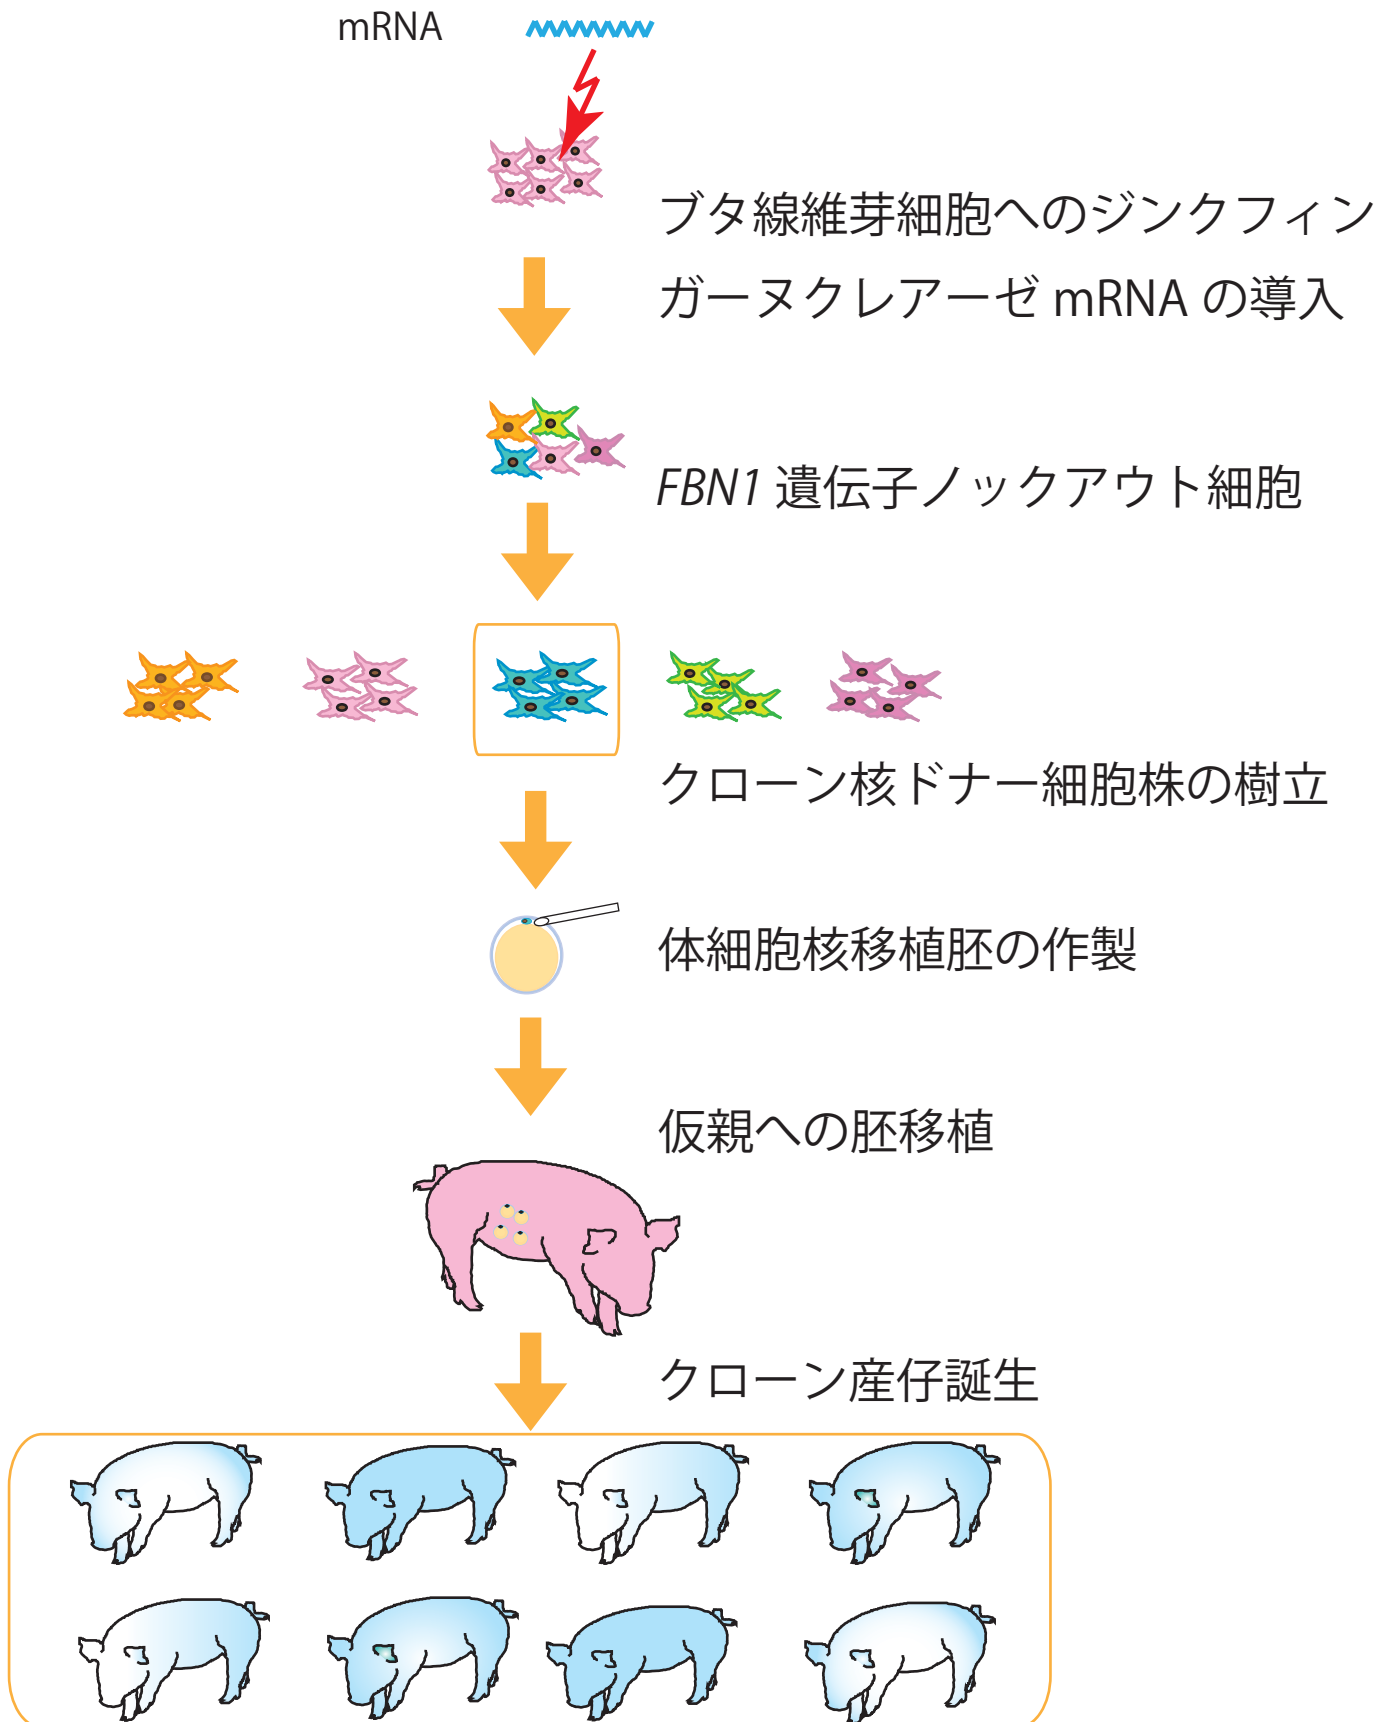 mRNA
ブタ線維芽細胞へのジンクフィン
ガーヌクレアーゼ mRNA の導入
FBN1 遺伝子ノックアウト細胞
クローン核ドナー細胞株の樹立
体細胞核移植胚の作製
仮親への胚移植
クローン産仔誕生